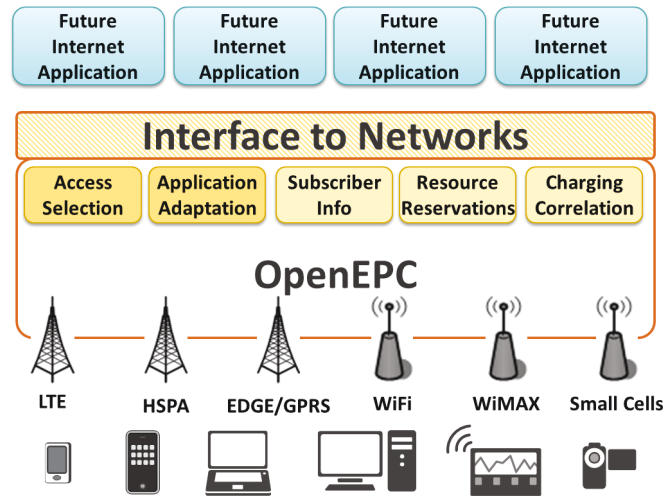 Future
Internet
Application
Future
Internet
Application
Future
Internet
Application
Future
Internet
Application
Interface to Networks
Access
Selection
Application
Adaptation
Subscriber
Info
Resource
Reservations
Charging
Correlation
OpenEPC
LTE
HSPA
EDGE/GPRS
WiFi
WiMAX
Small Cells